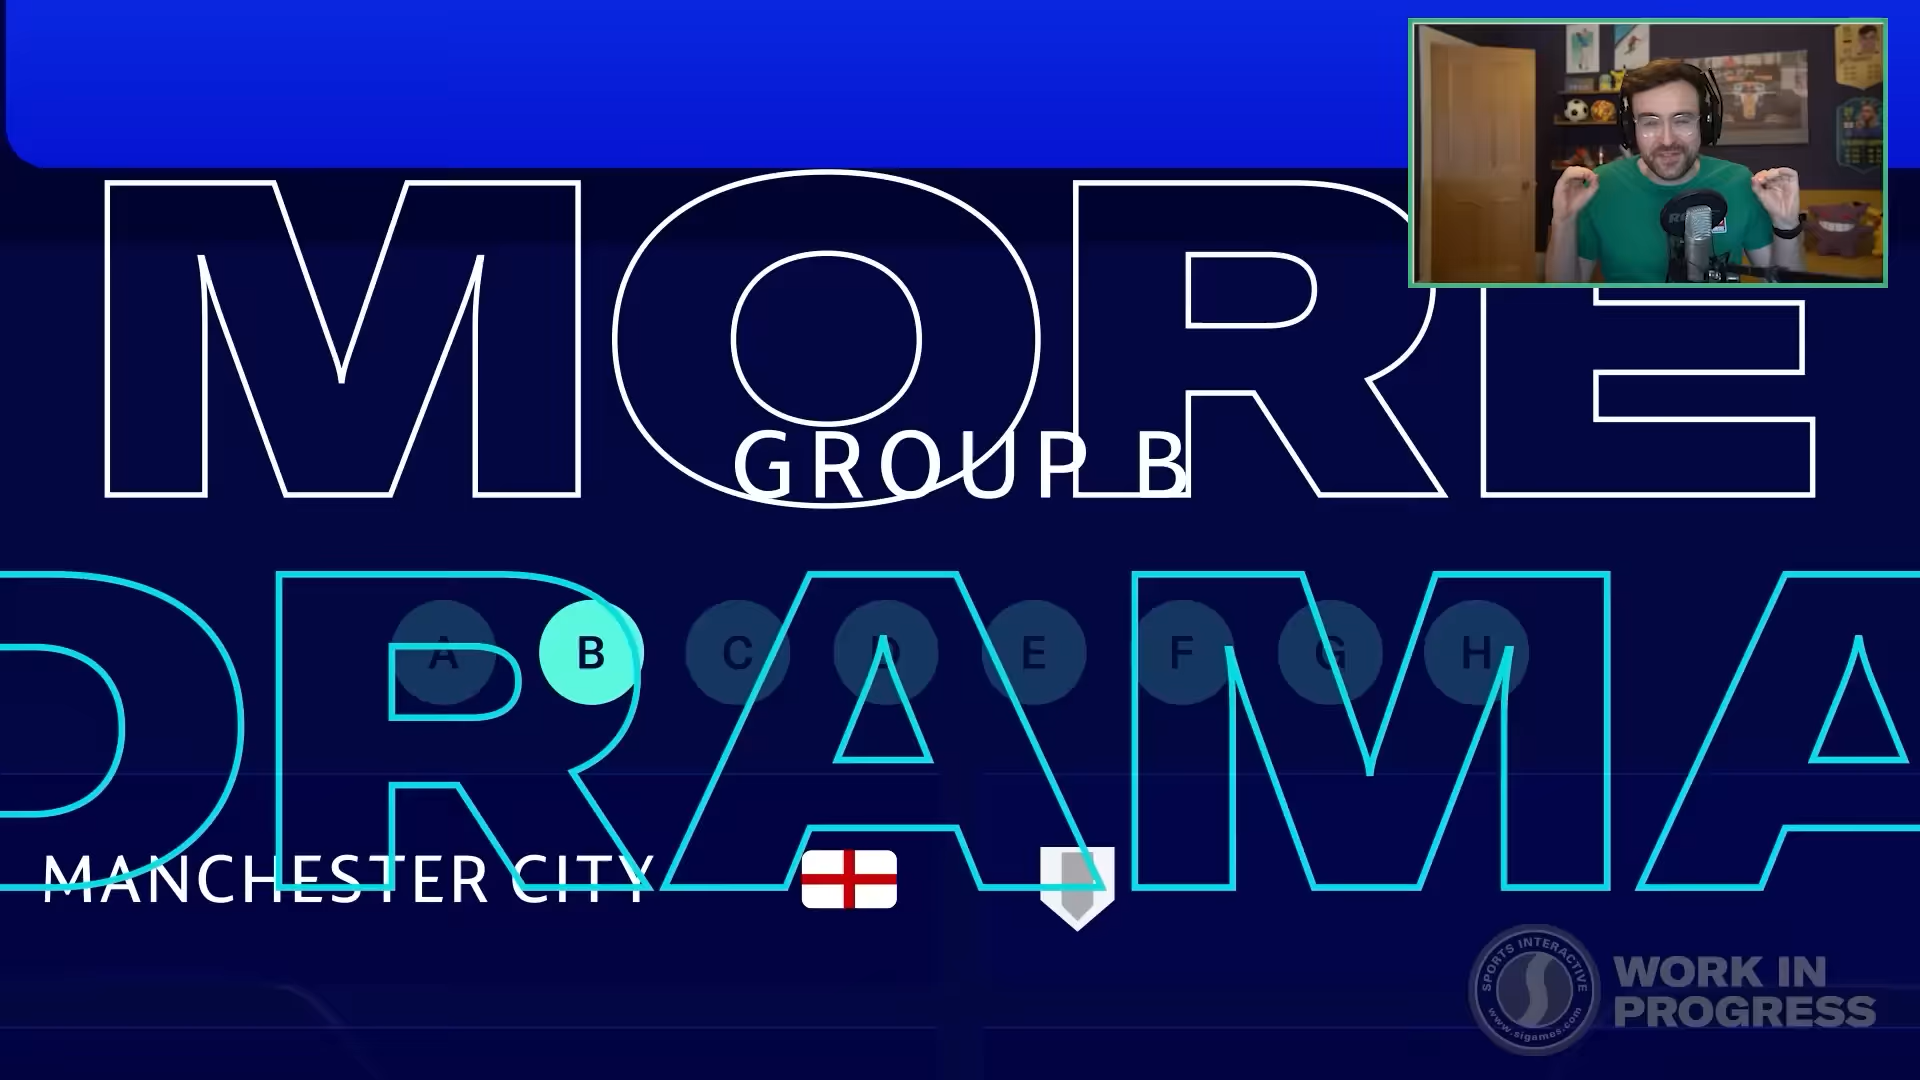 MORE
GROUP B
DRAMA
A B C D E F G H
MANCHESTER CITY
SPORTS INTERACTIVE
www.sigames.com
WORK IN
PROGRESS